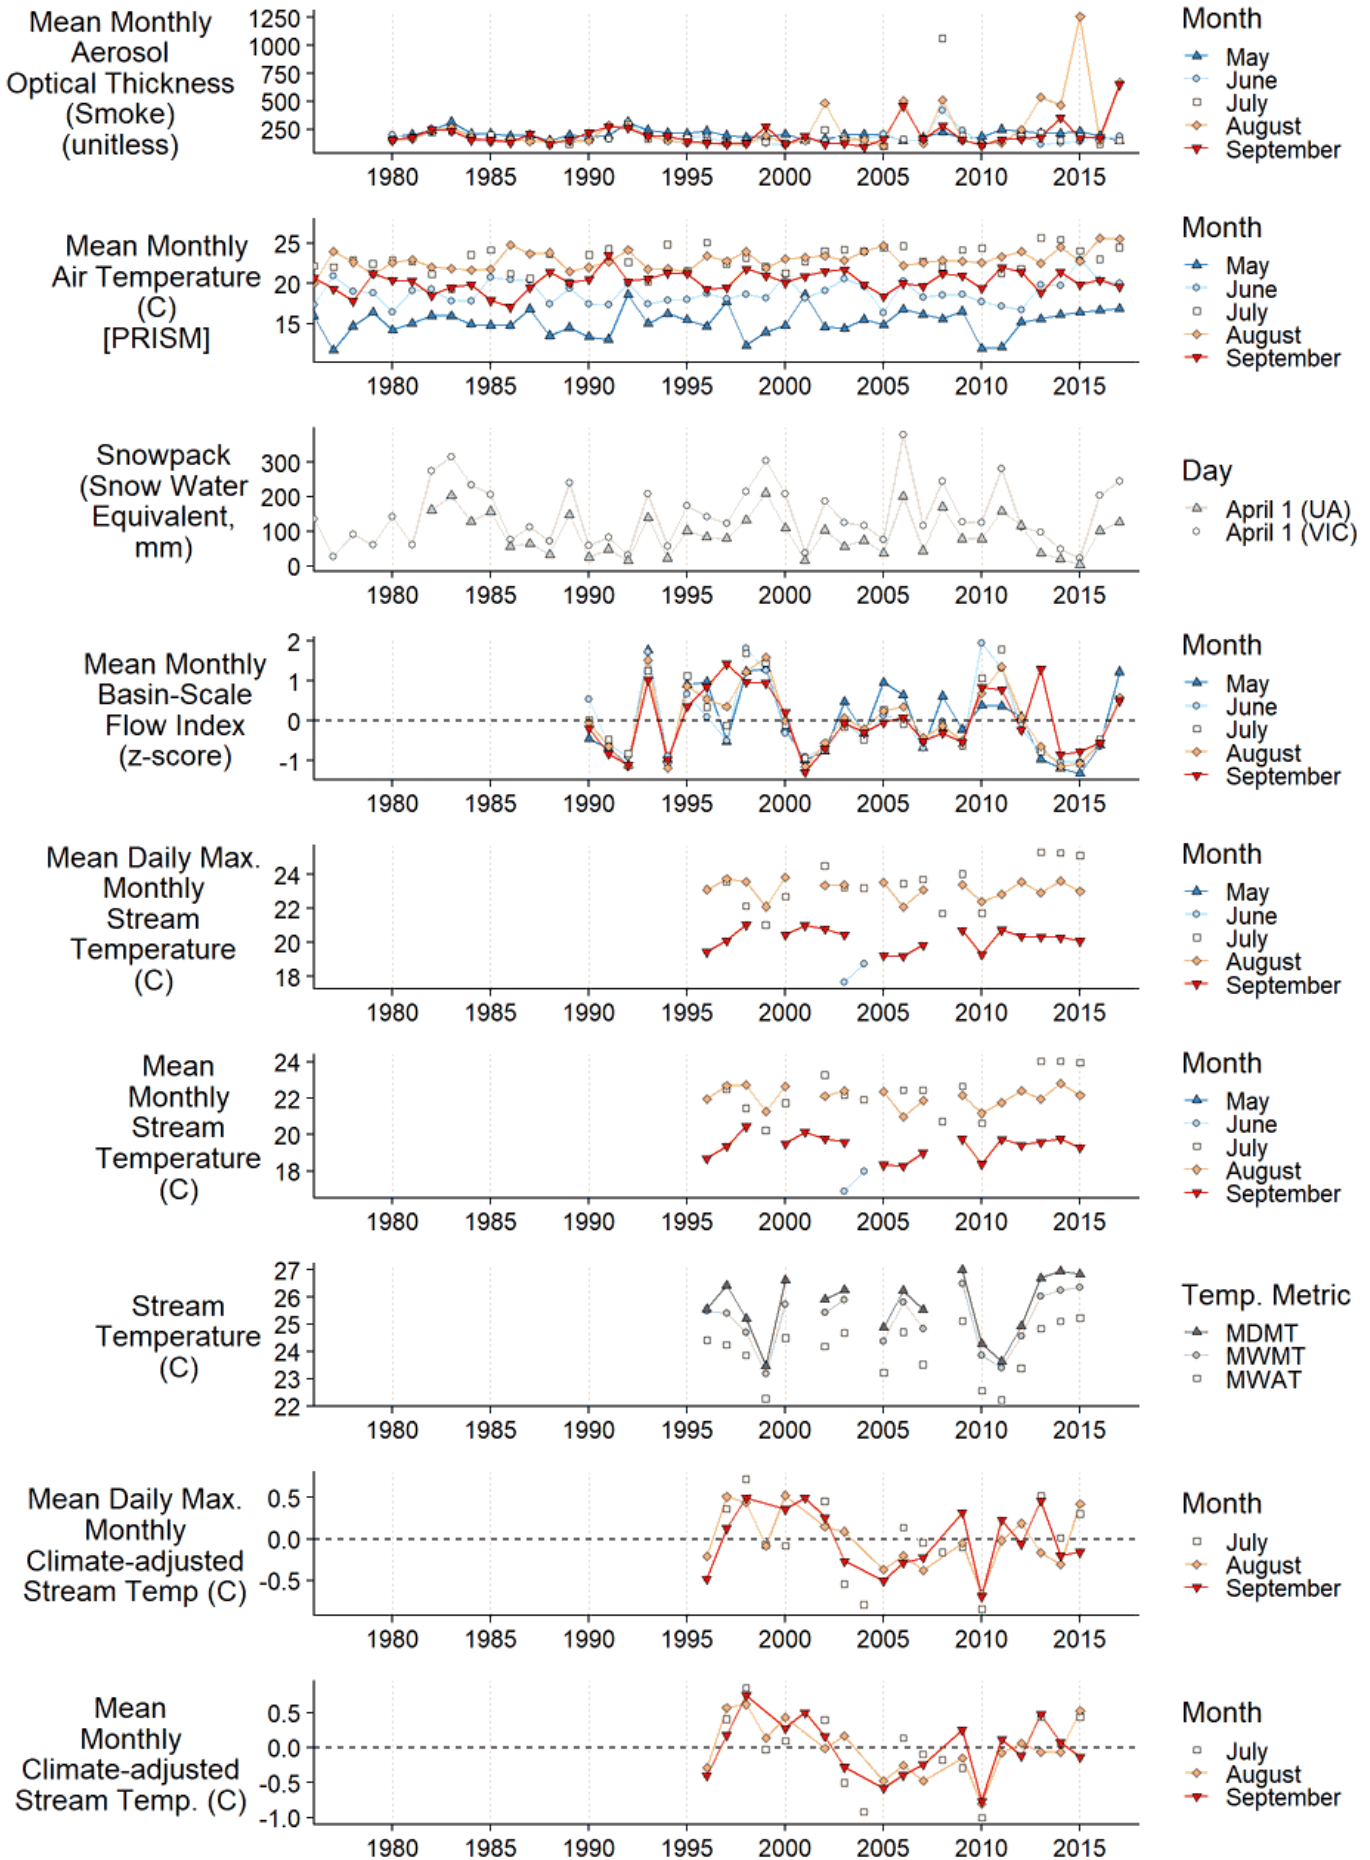 Mean Monthly
Aerosol
Optical Thickness
(Smoke)
(unitless)
1250
1000
750
500
250
1980 1985 1990 1995 2000 2005 2010 2015
Month
May
June
July
August
September
Mean Monthly
Air Temperature
(C)
[PRISM]
25
20
15
1980 1985 1990 1995 2000 2005 2010 2015
Month
May
June
July
August
September
Snowpack
(Snow Water
Equivalent,
mm)
300
200
100
0
1980 1985 1990 1995 2000 2005 2010 2015
Day
April 1 (UA)
April 1 (VIC)
Mean Monthly
Basin-Scale
Flow Index
(z-score)
2
1
0
-1
1980 1985 1990 1995 2000 2005 2010 2015
Month
May
June
July
August
September
Mean Daily Max.
Monthly
Stream
Temperature
(C)
24
22
20
18
1980 1985 1990 1995 2000 2005 2010 2015
Month
May
June
July
August
September
Mean
Monthly
Stream
Temperature
(C)
24
22
20
18
1980 1985 1990 1995 2000 2005 2010 2015
Month
May
June
July
August
September
Stream
Temperature
(C)
27
26
25
24
23
22
1980 1985 1990 1995 2000 2005 2010 2015
Temp. Metric
MDMT
MWMT
MWAT
Mean Daily Max.
Monthly
Climate-adjusted
Stream Temp (C)
0.5
0.0
-0.5
1980 1985 1990 1995 2000 2005 2010 2015
Month
July
August
September
Mean
Monthly
Climate-adjusted
Stream Temp. (C)
0.5
0.0
-0.5
-1.0
1980 1985 1990 1995 2000 2005 2010 2015
Month
July
August
September